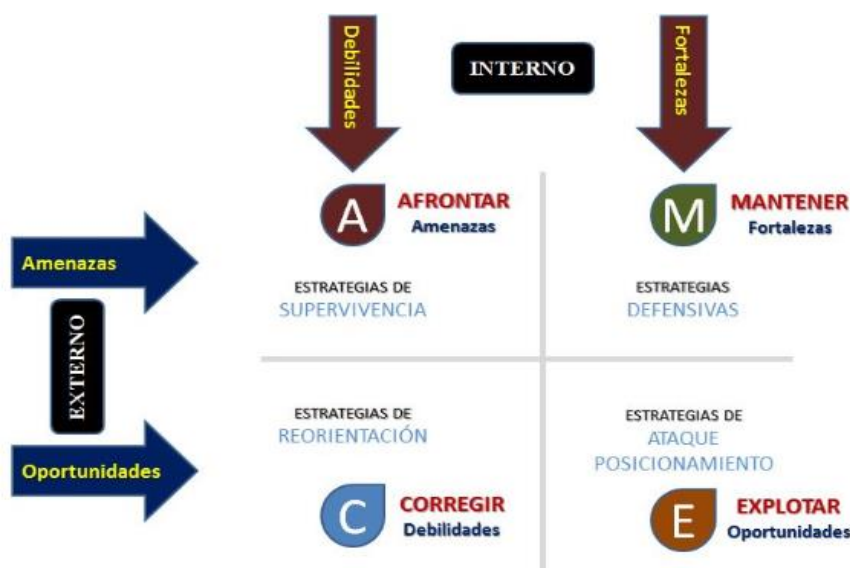 Debilidades
INTERNO
Fortalezas
A
AFRONTAR
Amenazas
M
MANTENER
Fortalezas
Amenazas
ESTRATEGIAS DE
SUPERVIVENCIA
ESTRATEGIAS
DEFENSIVAS
EXTERNO
Oportunidades
ESTRATEGIAS DE
REORIENTACIÓN
ESTRATEGIAS DE
ATAQUE
POSICIONAMIENTO
C
CORREGIR
Debilidades
E
EXPLOTAR
Oportunidades